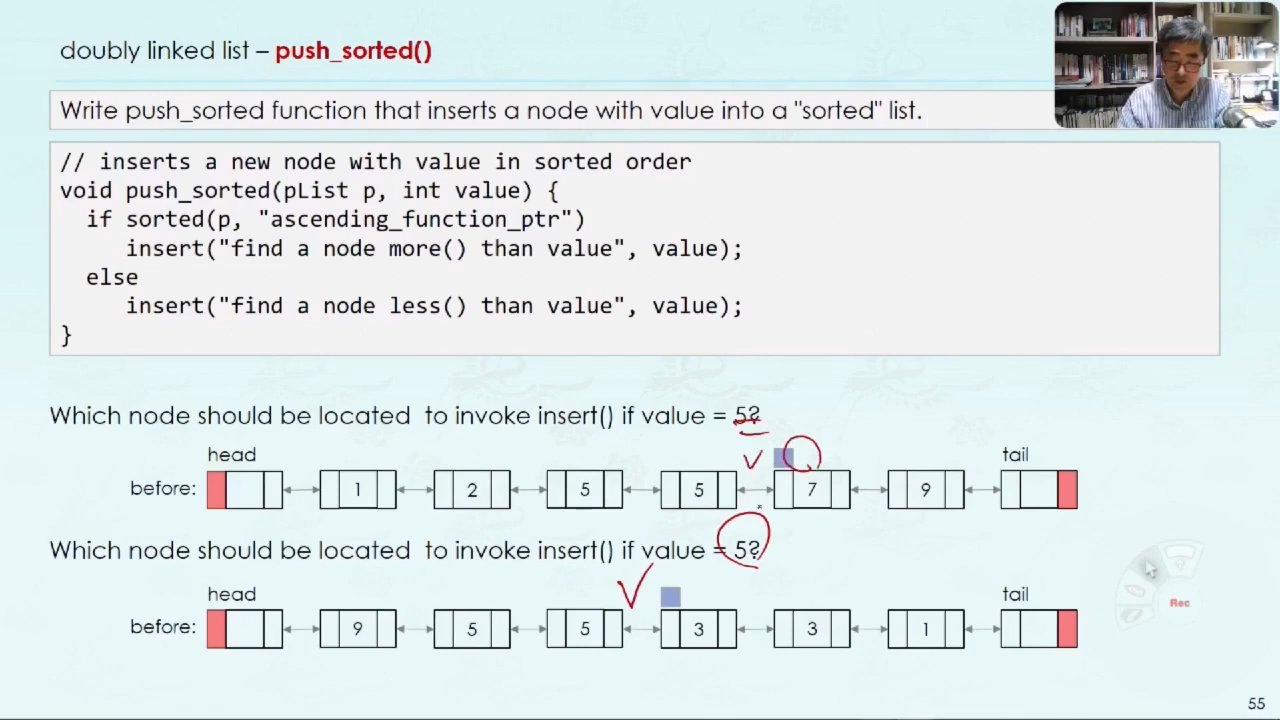 doubly linked list – push_sorted()
Write push_sorted function that inserts a node with value into a "sorted" list.
// inserts a new node with value in sorted order
void push_sorted(pList p, int value) {
  if sorted(p, "ascending_function_ptr")
     insert("find a node more() than value", value);
  else
     insert("find a node less() than value", value);
}
Which node should be located  to invoke insert() if value = 5?
head tail
before: 1 2 5 5 7 9
Which node should be located  to invoke insert() if value = 5?
head tail
before: 9 5 5 3 3 1
Rec
55